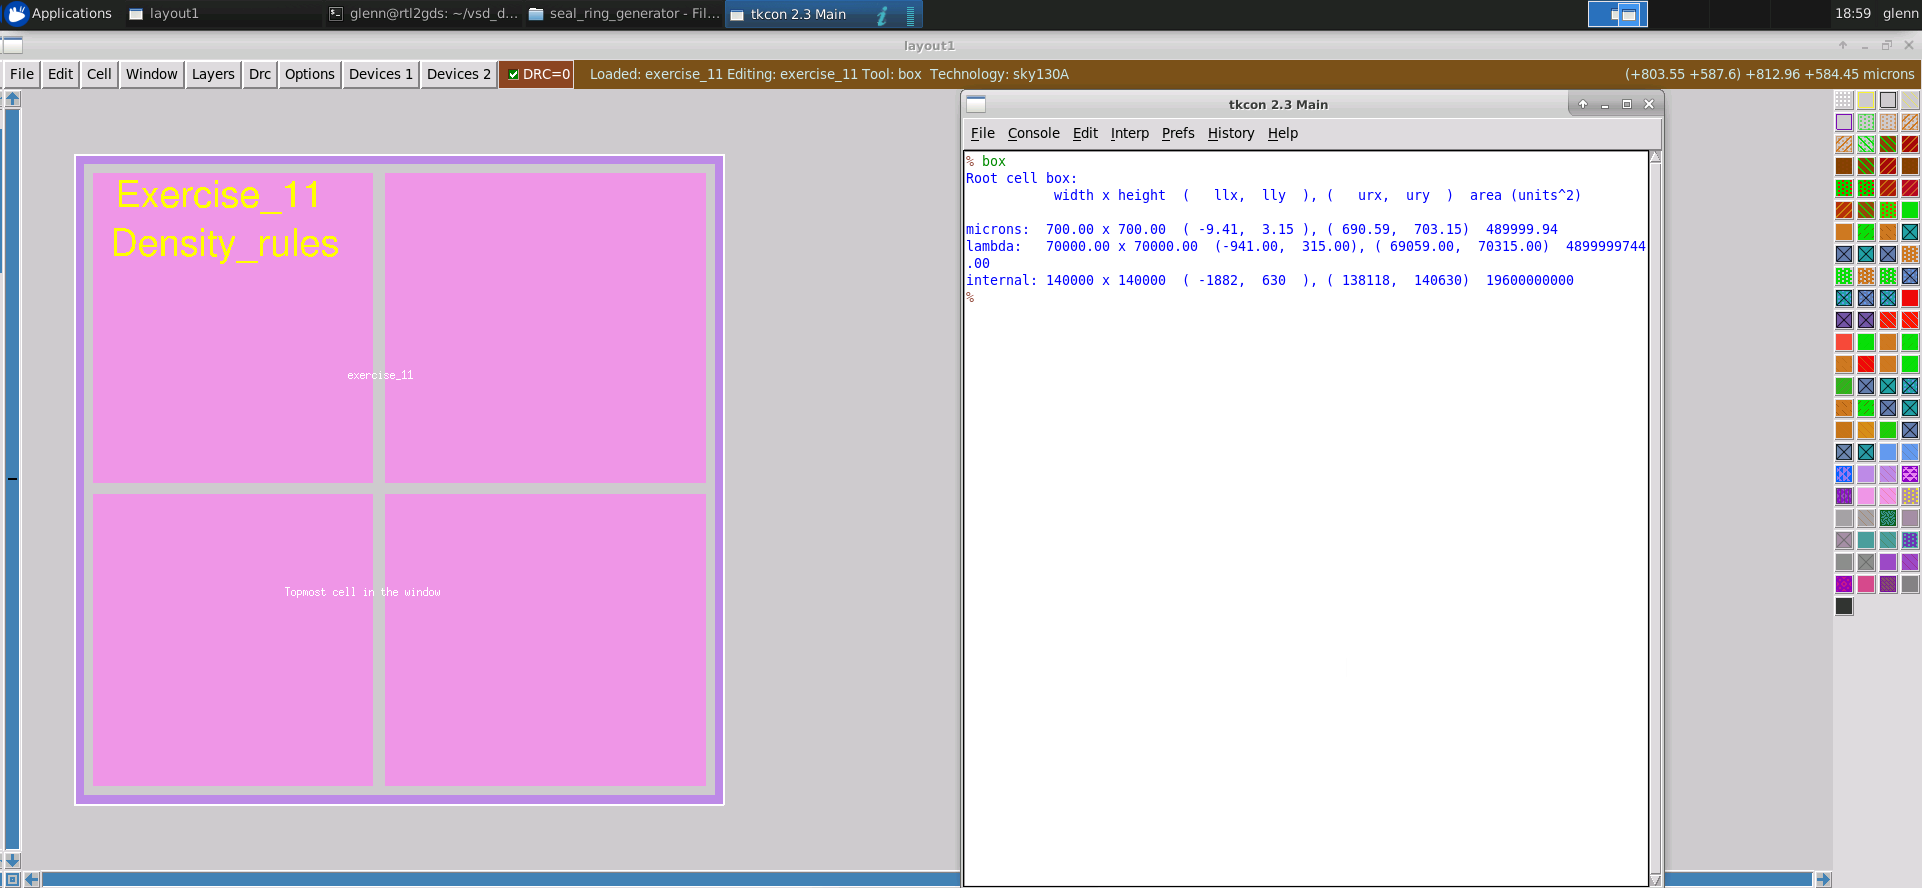 Applications
layout1
glenn@rtl2gds: ~/vsd_d...
seal_ring_generator - Fil...
tkcon 2.3 Main
18:59 glenn
layout1
File Edit Cell Window Layers Drc Options Devices 1 Devices 2 DRC=0 Loaded: exercise_11 Editing: exercise_11 Tool: box Technology: sky130A (+803.55 +587.6) +812.96 +584.45 microns
Exercise_11
Density_rules
exercise_11
Topmost cell in the window
tkcon 2.3 Main
File Console Edit Interp Prefs History Help
% box
Root cell box:
width x height ( llx, lly ), ( urx, ury ) area (units^2)
microns: 700.00 x 700.00 ( -9.41, 3.15 ), ( 690.59, 703.15) 489999.94
lambda: 70000.00 x 70000.00 (-941.00, 315.00), ( 69059.00, 70315.00) 4899999744
.00
internal: 140000 x 140000 ( -1882, 630 ), ( 138118, 140630) 19600000000
%